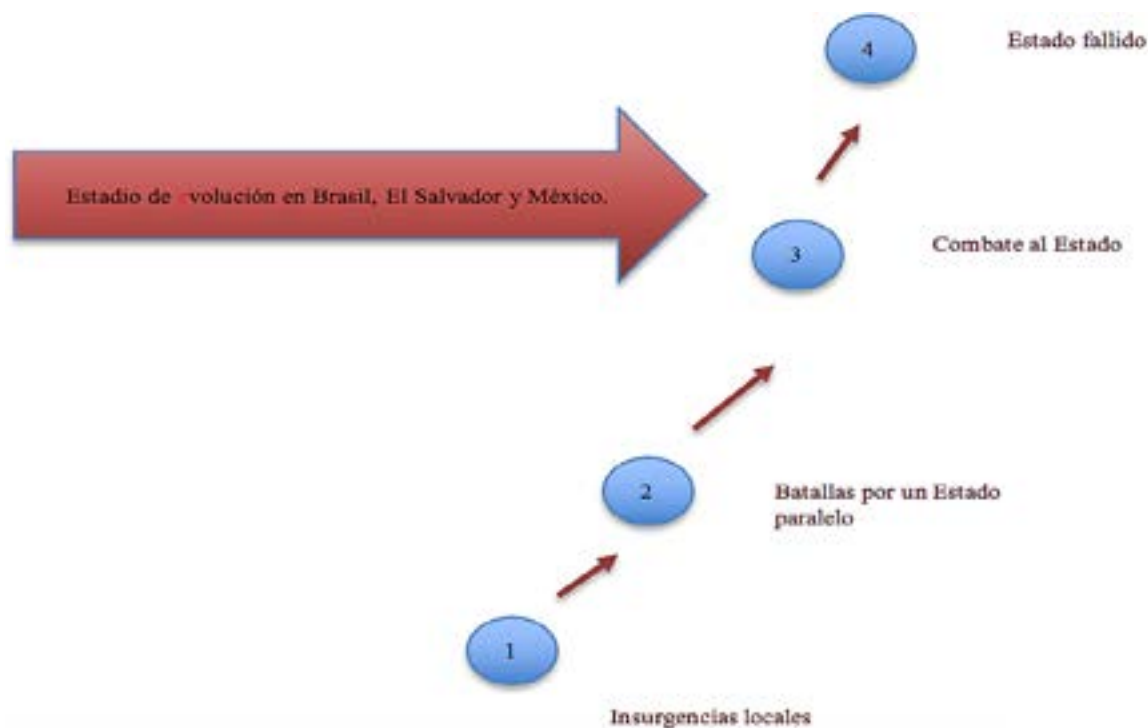 4
Estado fallido
Estadio de evolución en Brasil, El Salvador y México.
3
Combate al Estado
2
Batallas por un Estado
paralelo
1
Insurgencias locales